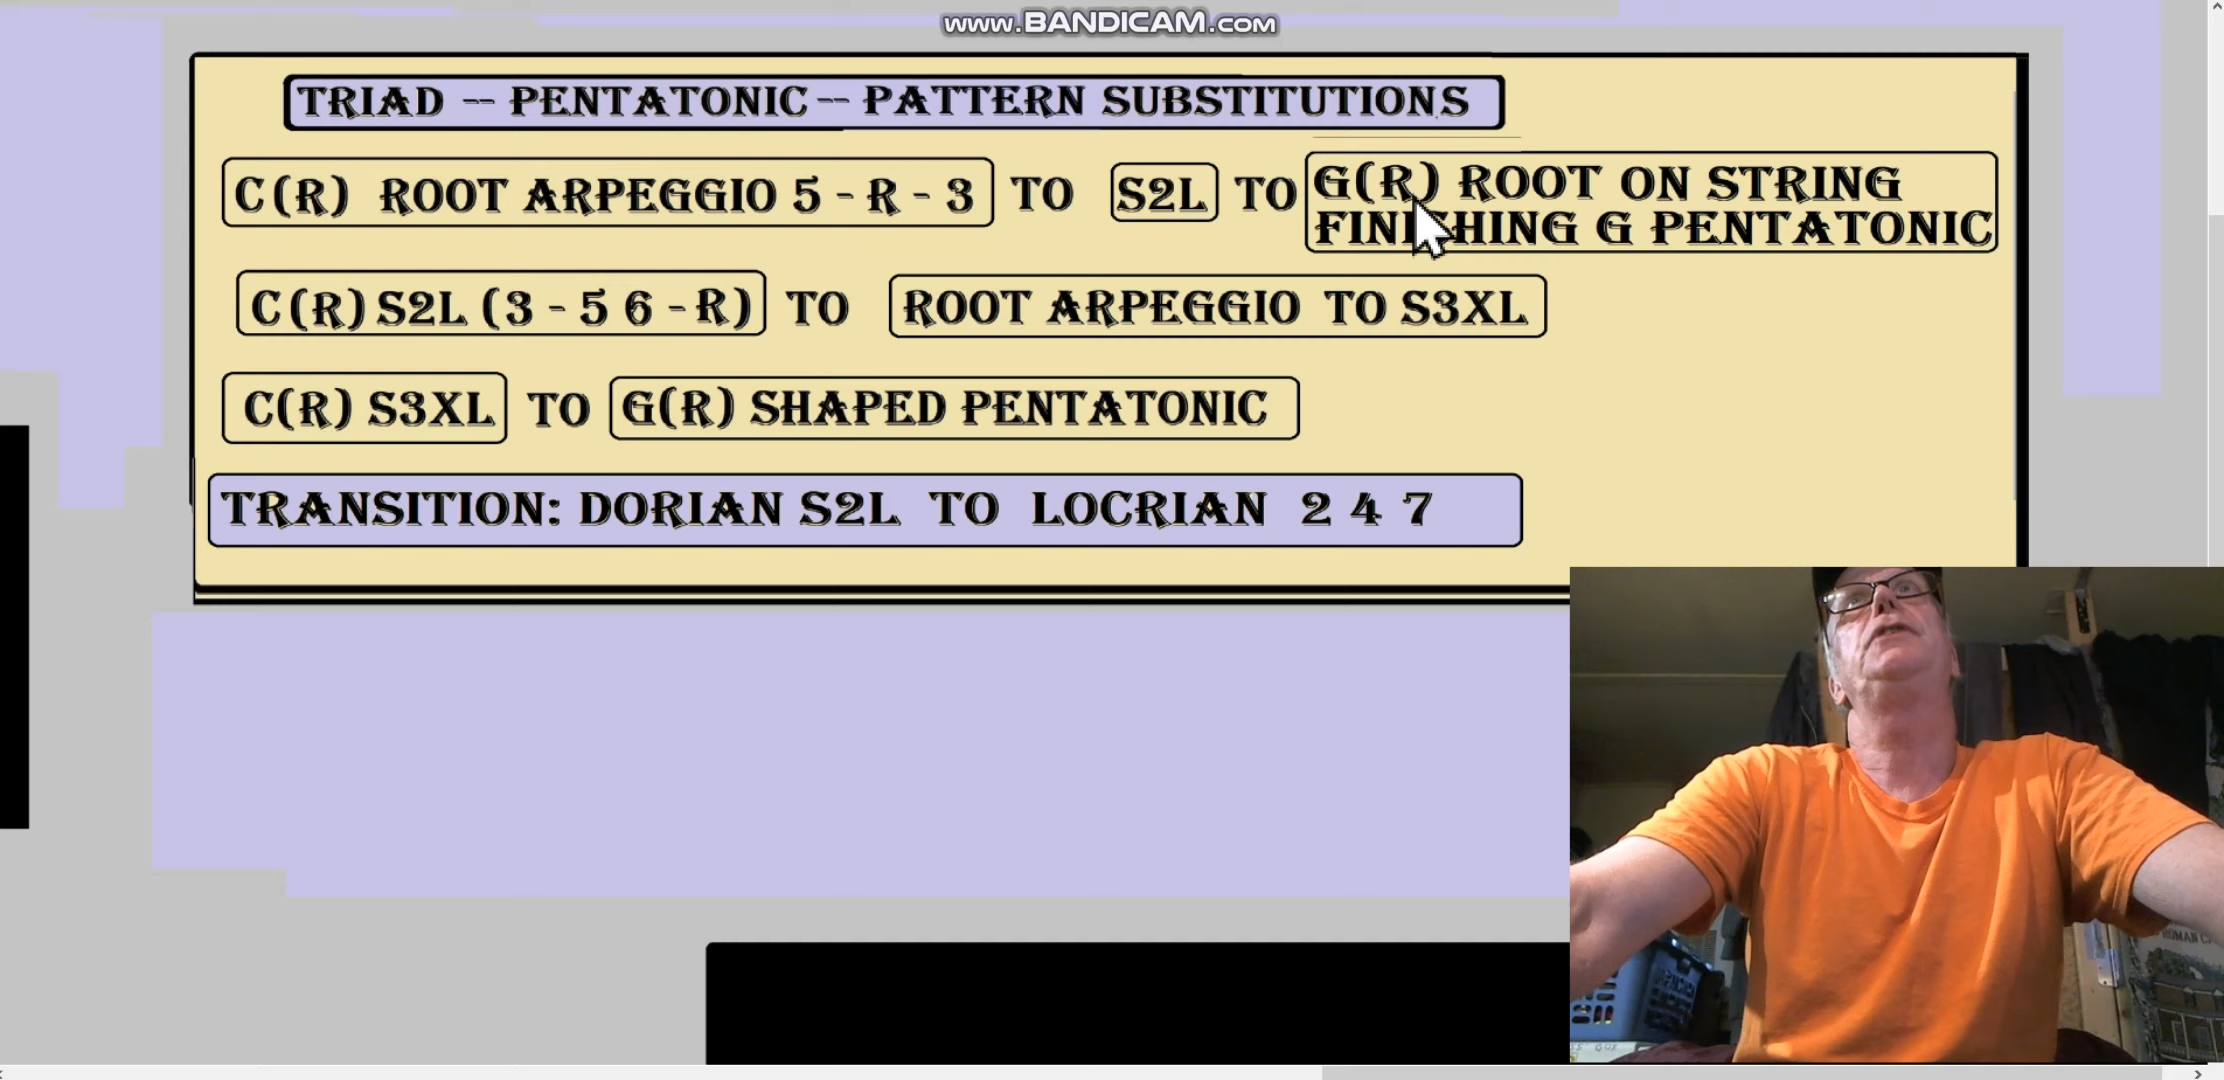 www.BANDICAM.com
TRIAD -- PENTATONIC -- PATTERN SUBSTITUTIONS
C(R) ROOT ARPEGGIO 5 - R - 3 TO S2L TO G(R) ROOT ON STRING
FINISHING G PENTATONIC
C(R) S2L (3 - 5 6 - R) TO ROOT ARPEGGIO TO S3XL
C(R) S3XL TO G(R) SHAPED PENTATONIC
TRANSITION: DORIAN S2L TO LOCRIAN 2 4 7